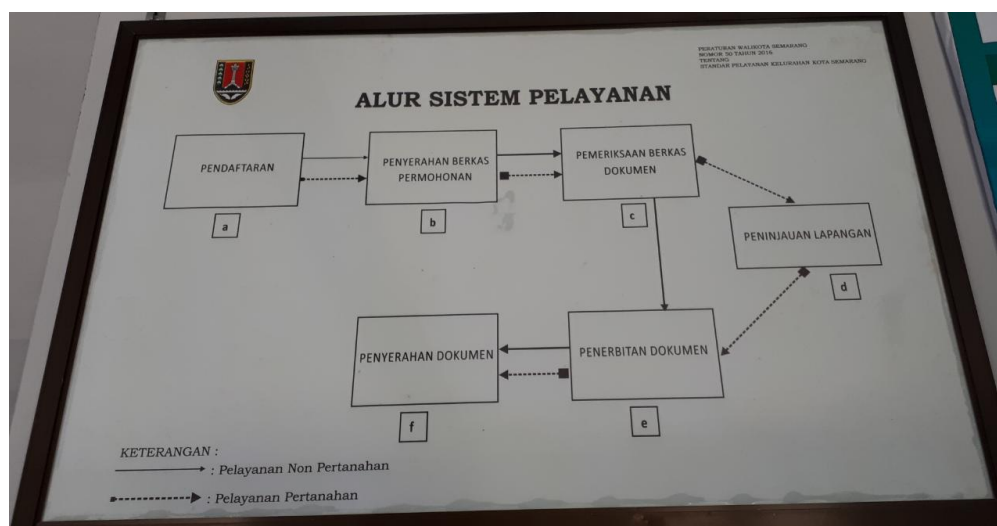 PERATURAN WALIKOTA SEMARANG
NOMOR 50 TAHUN 2016
TENTANG
STANDAR PELAYANAN KELURAHAN KOTA SEMARANG
ALUR SISTEM PELAYANAN
PENDAFTARAN
a
PENYERAHAN BERKAS
PERMOHONAN
b
PEMERIKSAAN BERKAS
DOKUMEN
c
PENINJAUAN LAPANGAN
d
PENERBITAN DOKUMEN
e
PENYERAHAN DOKUMEN
f
KETERANGAN :
: Pelayanan Non Pertanahan
: Pelayanan Pertanahan